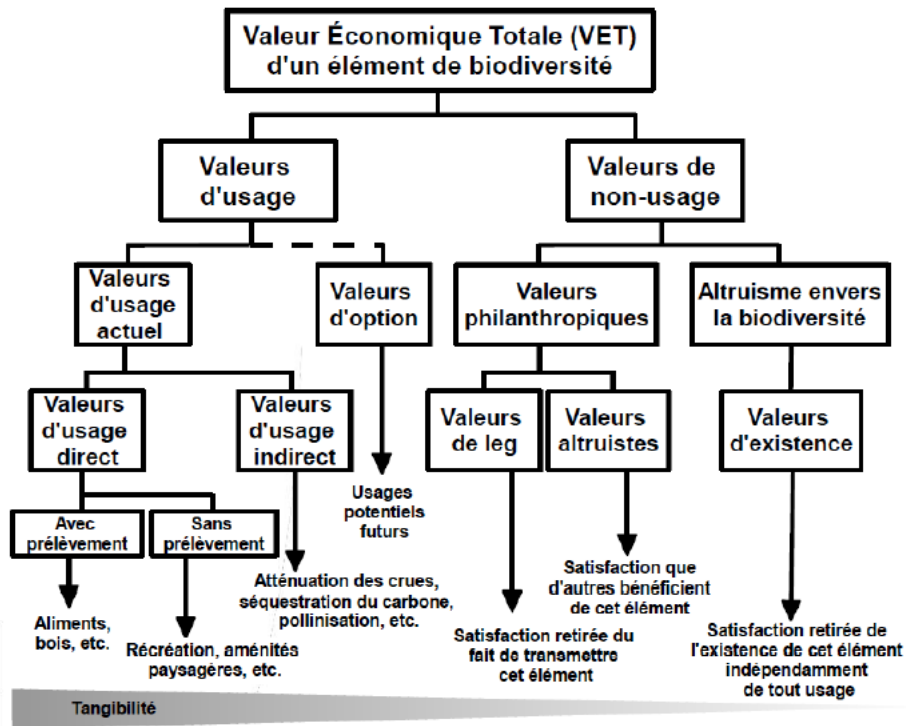 Valeur Économique Totale (VET)
d'un élément de biodiversité
Valeurs
d'usage
Valeurs de
non-usage
Valeurs
d'usage
actuel
Valeurs
d'option
Valeurs
philanthropiques
Altruisme envers
la biodiversité
Valeurs
d'usage
direct
Valeurs
d'usage
indirect
Valeurs
de leg
Valeurs
altruistes
Valeurs
d'existence
Avec
prélèvement
Sans
prélèvement
Usages
potentiels
futurs
Aliments,
bois, etc.
Récréation, aménités
paysagères, etc.
Atténuation des crues,
séquestration du carbone,
pollinisation, etc.
Satisfaction retirée du
fait de transmettre
cet élément
Satisfaction que
d'autres bénéficient
de cet élément
Satisfaction retirée de
l'existence de cet élément
indépendamment
de tout usage
Tangibilité